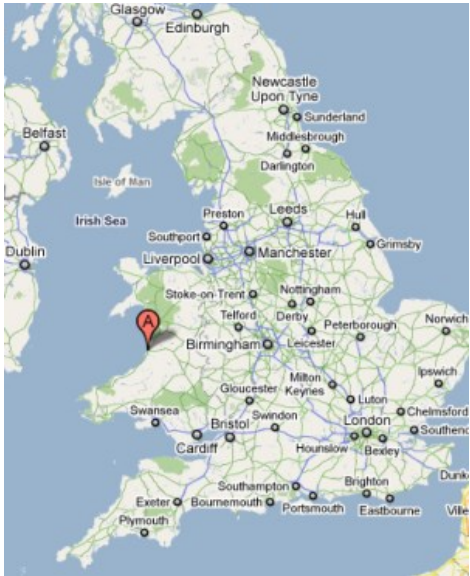 Glasgow
Edinburgh
Newcastle
Upon Tyne
Sunderland
Belfast
Middlesbrough
Darlington
Isle of Man
Irish Sea
Preston
Leeds
Hull
Southport
Grimsby
Dublin
Liverpool
Manchester
Stoke-on-Trent
Nottingham
Telford
Derby
Peterborough
Norwich
A
Birmingham
Leicester
Ipswich
Milton
Keynes
Gloucester
Luton
Chelmsford
Swansea
Swindon
London
Southend
Bristol
Cardiff
Hounslow
Bexley
Southampton
Brighton
Dunk
Exeter
Bournemouth
Portsmouth
Eastbourne
Ville
Plymouth